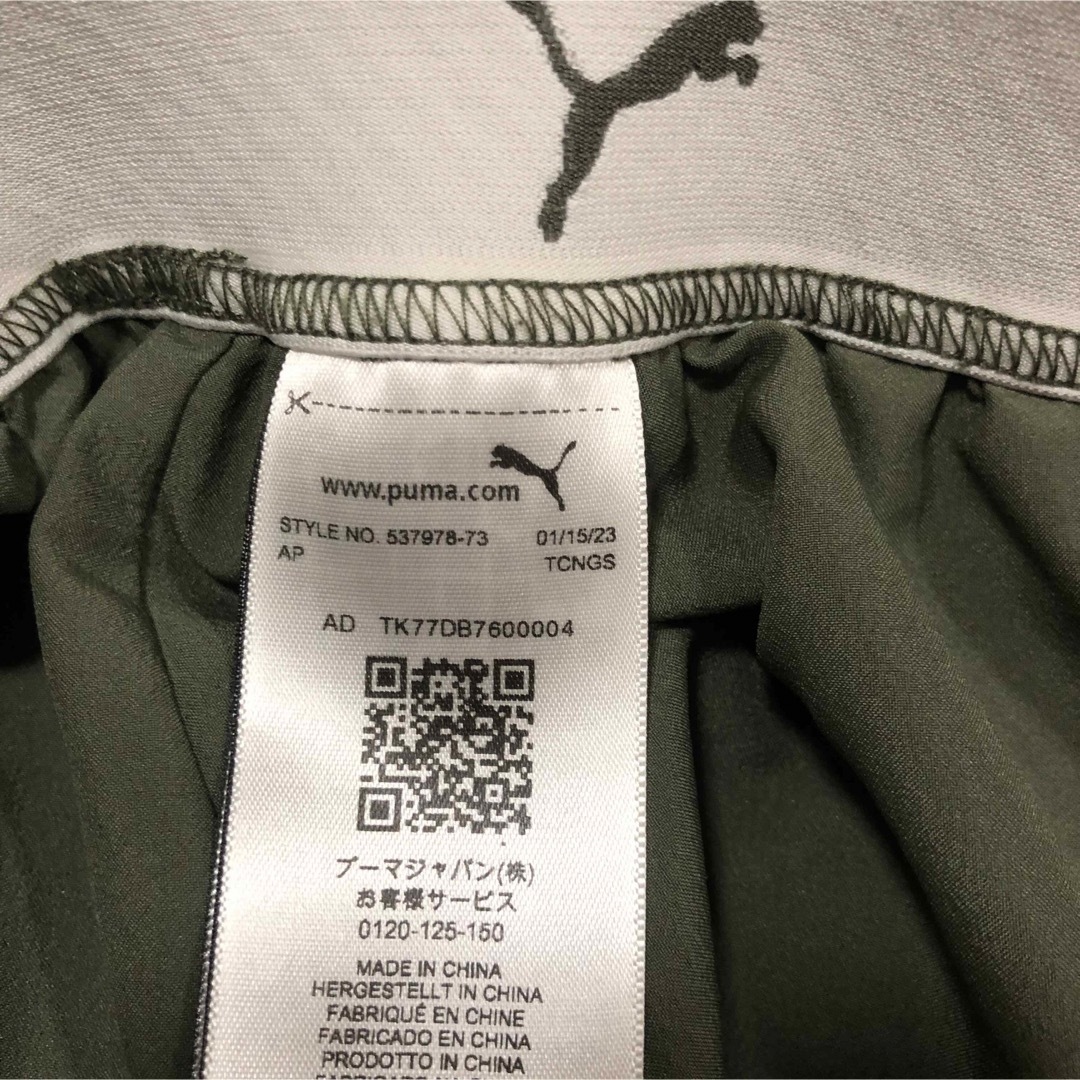 www.puma.com
STYLE NO. 537978-73 01/15/23
AP TCNGS
AD TK77DB7600004
プーマジャパン(株)
お客様サービス
0120-125-150
MADE IN CHINA
HERGESTELLT IN CHINA
FABRIQUÉ EN CHINE
FABRICADO EN CHINA
PRODOTTO IN CHINA